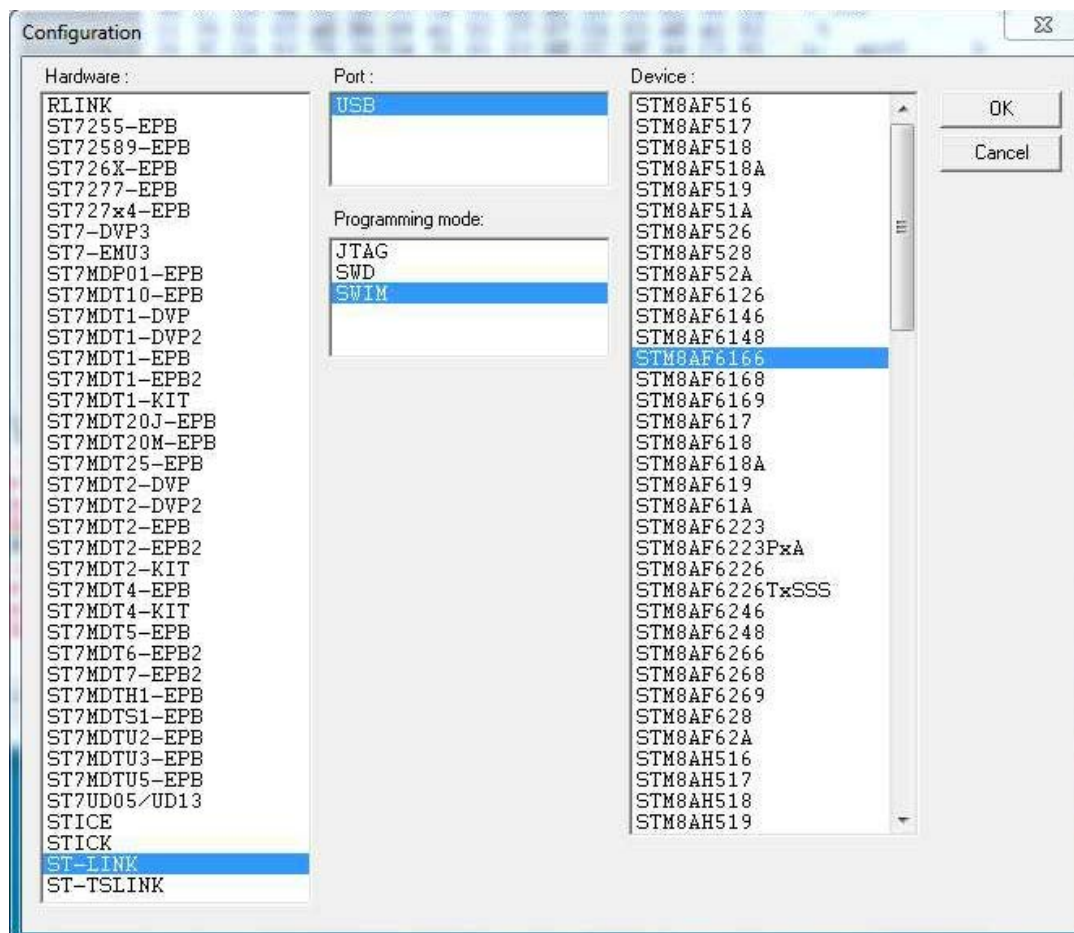 Configuration
Hardware :
RLINK
ST7255-EPB
ST72589-EPB
ST726X-EPB
ST7277-EPB
ST727x4-EPB
ST7-DVP3
ST7-EMU3
ST7MDP01-EPB
ST7MDT10-EPB
ST7MDT1-DVP
ST7MDT1-DVP2
ST7MDT1-EPB
ST7MDT1-EPB2
ST7MDT1-KIT
ST7MDT20J-EPB
ST7MDT20M-EPB
ST7MDT25-EPB
ST7MDT2-DVP
ST7MDT2-DVP2
ST7MDT2-EPB
ST7MDT2-EPB2
ST7MDT2-KIT
ST7MDT4-EPB
ST7MDT4-KIT
ST7MDT5-EPB
ST7MDT6-EPB2
ST7MDT7-EPB2
ST7MDTH1-EPB
ST7MDTS1-EPB
ST7MDTU2-EPB
ST7MDTU3-EPB
ST7MDTU5-EPB
ST7UD05/UD13
STICE
STICK
ST-LINK
ST-TSLINK
Port :
USB
Programming mode:
JTAG
SWD
SWIM
Device :
STM8AF516
STM8AF517
STM8AF518
STM8AF518A
STM8AF519
STM8AF51A
STM8AF526
STM8AF528
STM8AF52A
STM8AF6126
STM8AF6146
STM8AF6148
STM8AF6166
STM8AF6168
STM8AF6169
STM8AF617
STM8AF618
STM8AF618A
STM8AF619
STM8AF61A
STM8AF6223
STM8AF6223PxA
STM8AF6226
STM8AF6226TxSSS
STM8AF6246
STM8AF6248
STM8AF6266
STM8AF6268
STM8AF6269
STM8AF628
STM8AF62A
STM8AH516
STM8AH517
STM8AH518
STM8AH519
OK
Cancel